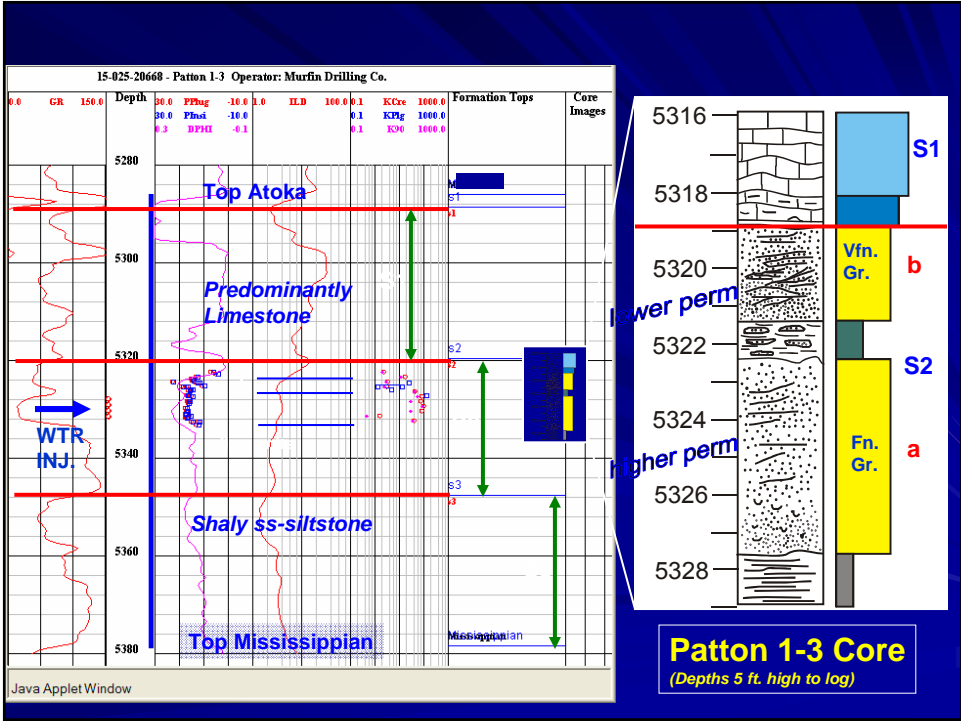 15-025-20668 - Patton 1-3 Operator: Murfin Drilling Co.
0.0 GR 150.0
Depth
30.0 PPlug -10.0
30.0 PInsi -10.0
0.3 DPHI -0.1
1.0 ILD 100.0
0.1 KCre 1000.0
0.1 KPlg 1000.0
0.1 K90 1000.0
Formation Tops
Core
Images
5280
Top Atoka
M
s1
s1
5300
Predominantly
Limestone
5320
s2
s2
WTR
INJ.
5340
s3
s3
Shaly ss-siltstone
5360
Top Mississippian
Mississippian
5380
Java Applet Window
5316
S1
5318
5320
Vfn.
Gr.
b
lower perm
5322
S2
5324
higher perm
Fn.
Gr.
a
5326
5328
Patton 1-3 Core
(Depths 5 ft. high to log)